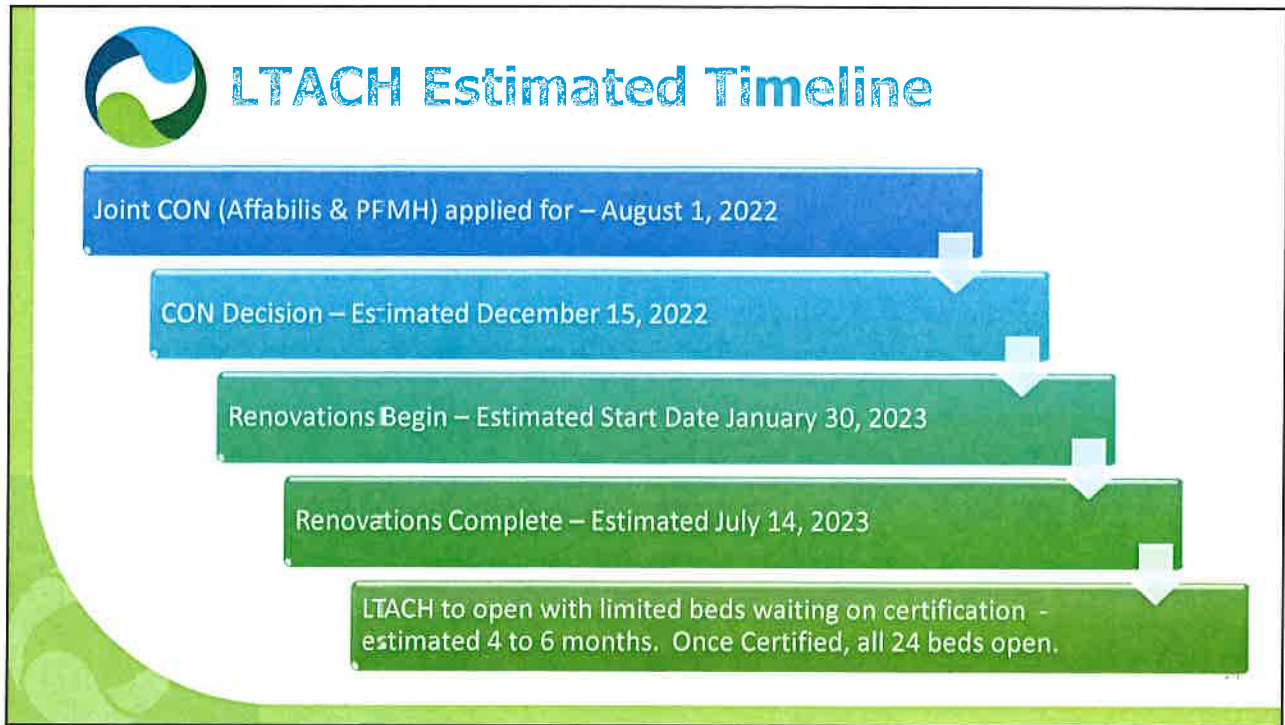 LTACH Estimated Timeline
Joint CON (Affabilis & PFMH) applied for – August 1, 2022
CON Decision – Estimated December 15, 2022
Renovations Begin – Estimated Start Date January 30, 2023
Renovations Complete – Estimated July 14, 2023
LTACH to open with limited beds waiting on certification -
estimated 4 to 6 months. Once Certified, all 24 beds open.